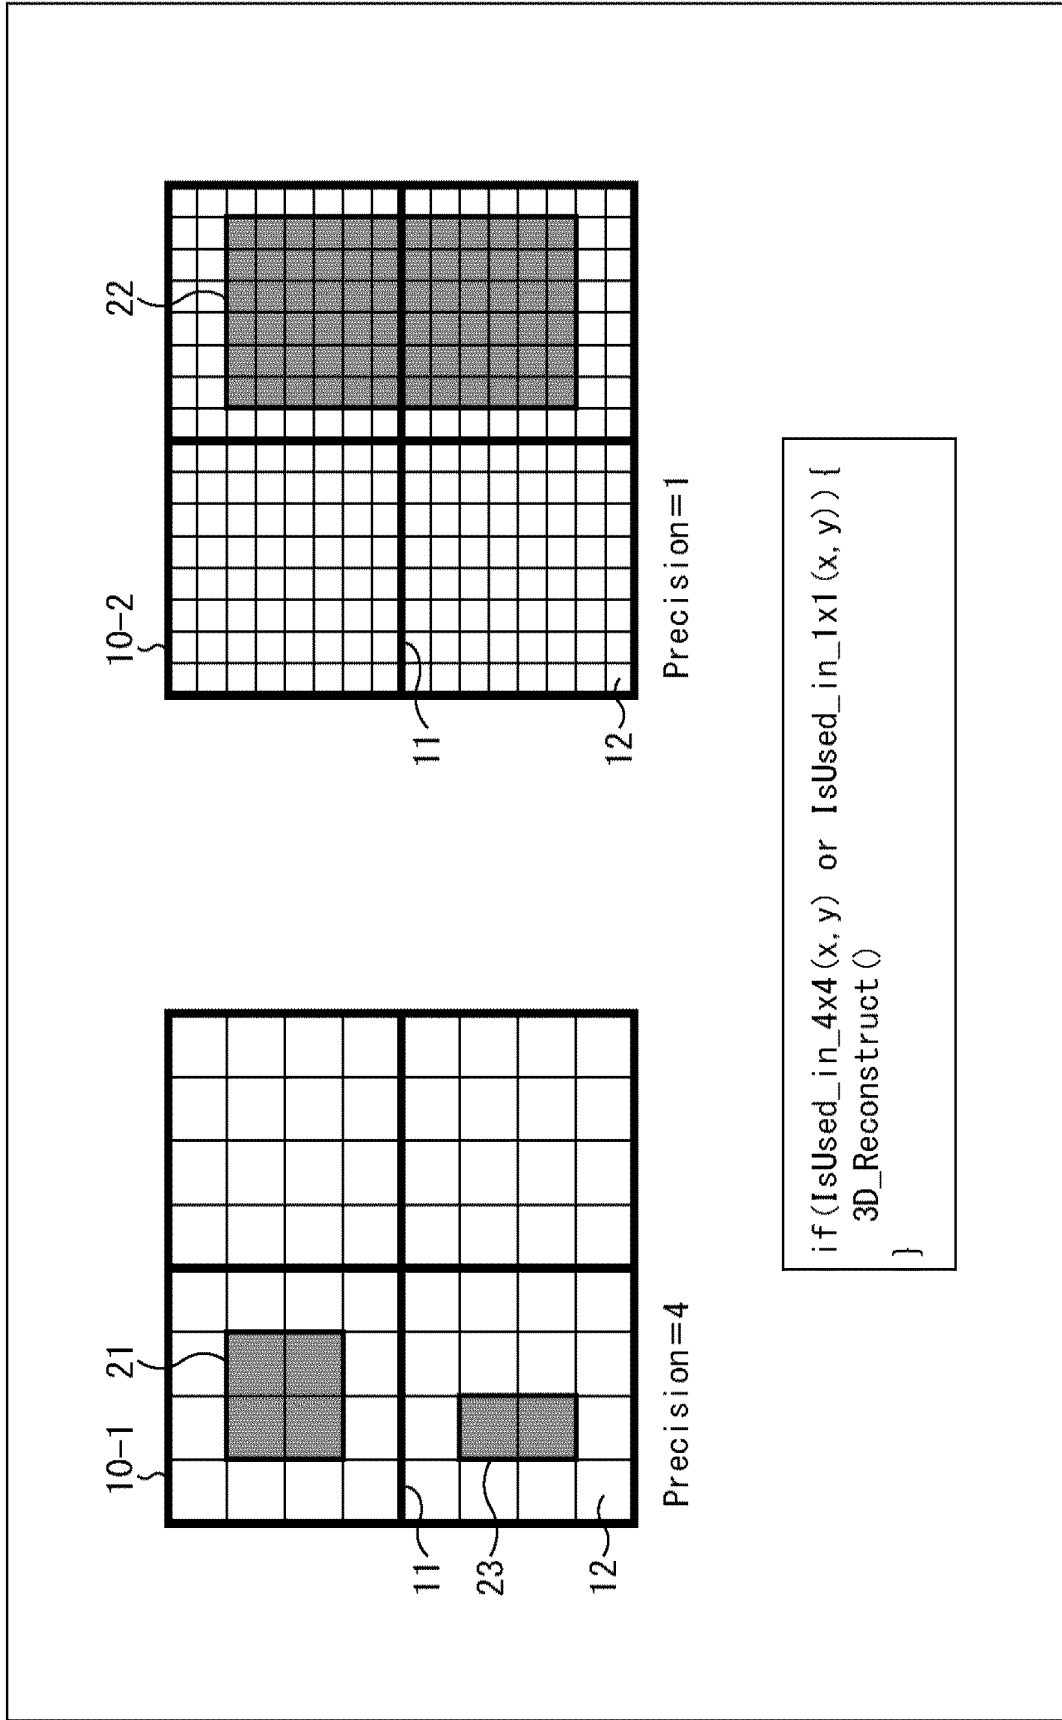 10-1
21
10-2
22
11
23
12
11
12
Precision=4
Precision=1
if(IsUsed_in_4x4(x,y) or IsUsed_in_1x1(x,y)){
3D_Reconstruct()
}